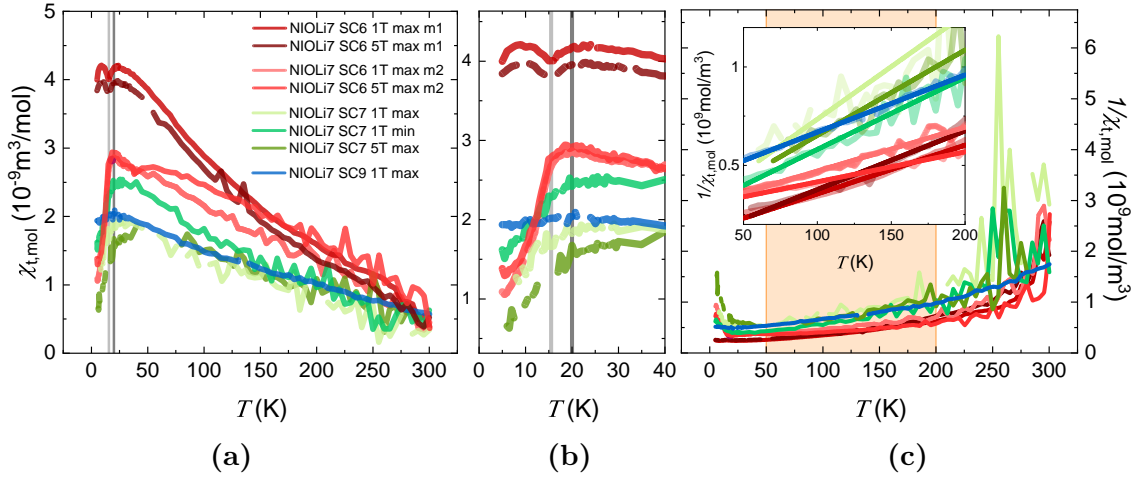 NIOLi7 SC6 1T max m1
NIOLi7 SC6 5T max m1
NIOLi7 SC6 1T max m2
NIOLi7 SC6 5T max m2
NIOLi7 SC7 1T max
NIOLi7 SC7 1T min
NIOLi7 SC7 5T max
NIOLi7 SC9 1T max
χt,mol (10⁻⁹m³/mol)
5
4
3
2
1
0
0 50 100 150 200 250 300
T (K)
(a)
4
3
2
1
0 10 20 30 40
T (K)
(b)
1/χt,mol (10⁹mol/m³)
1
0.5
50 100 150 200
T (K)
6
5
4
3
2
1
0
1/χt,mol (10⁹mol/m³)
0 50 100 150 200 250 300
T (K)
(c)